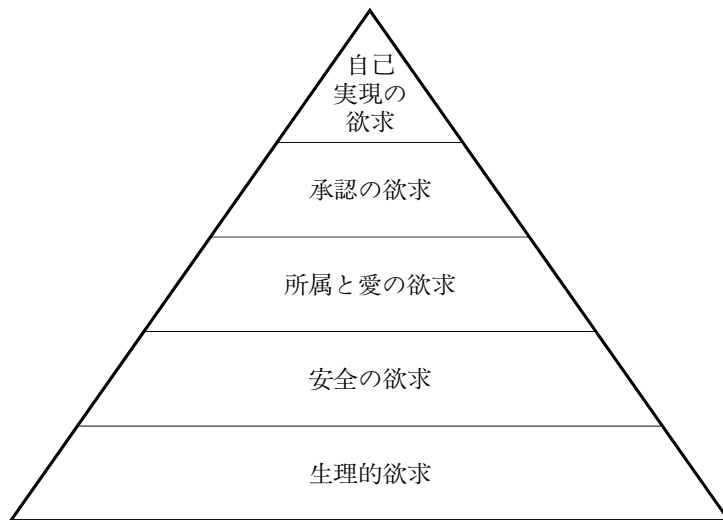 自己
実現の
欲求
承認の欲求
所属と愛の欲求
安全の欲求
生理的欲求